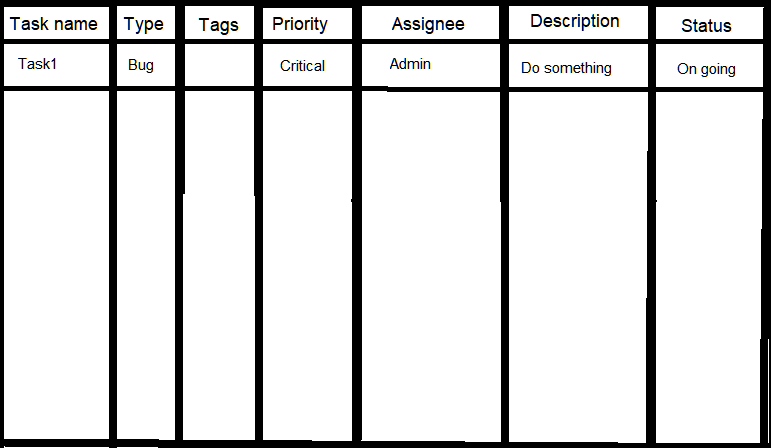 Task name Type Tags Priority Assignee Description Status
Task1 Bug Critical Admin Do something On going